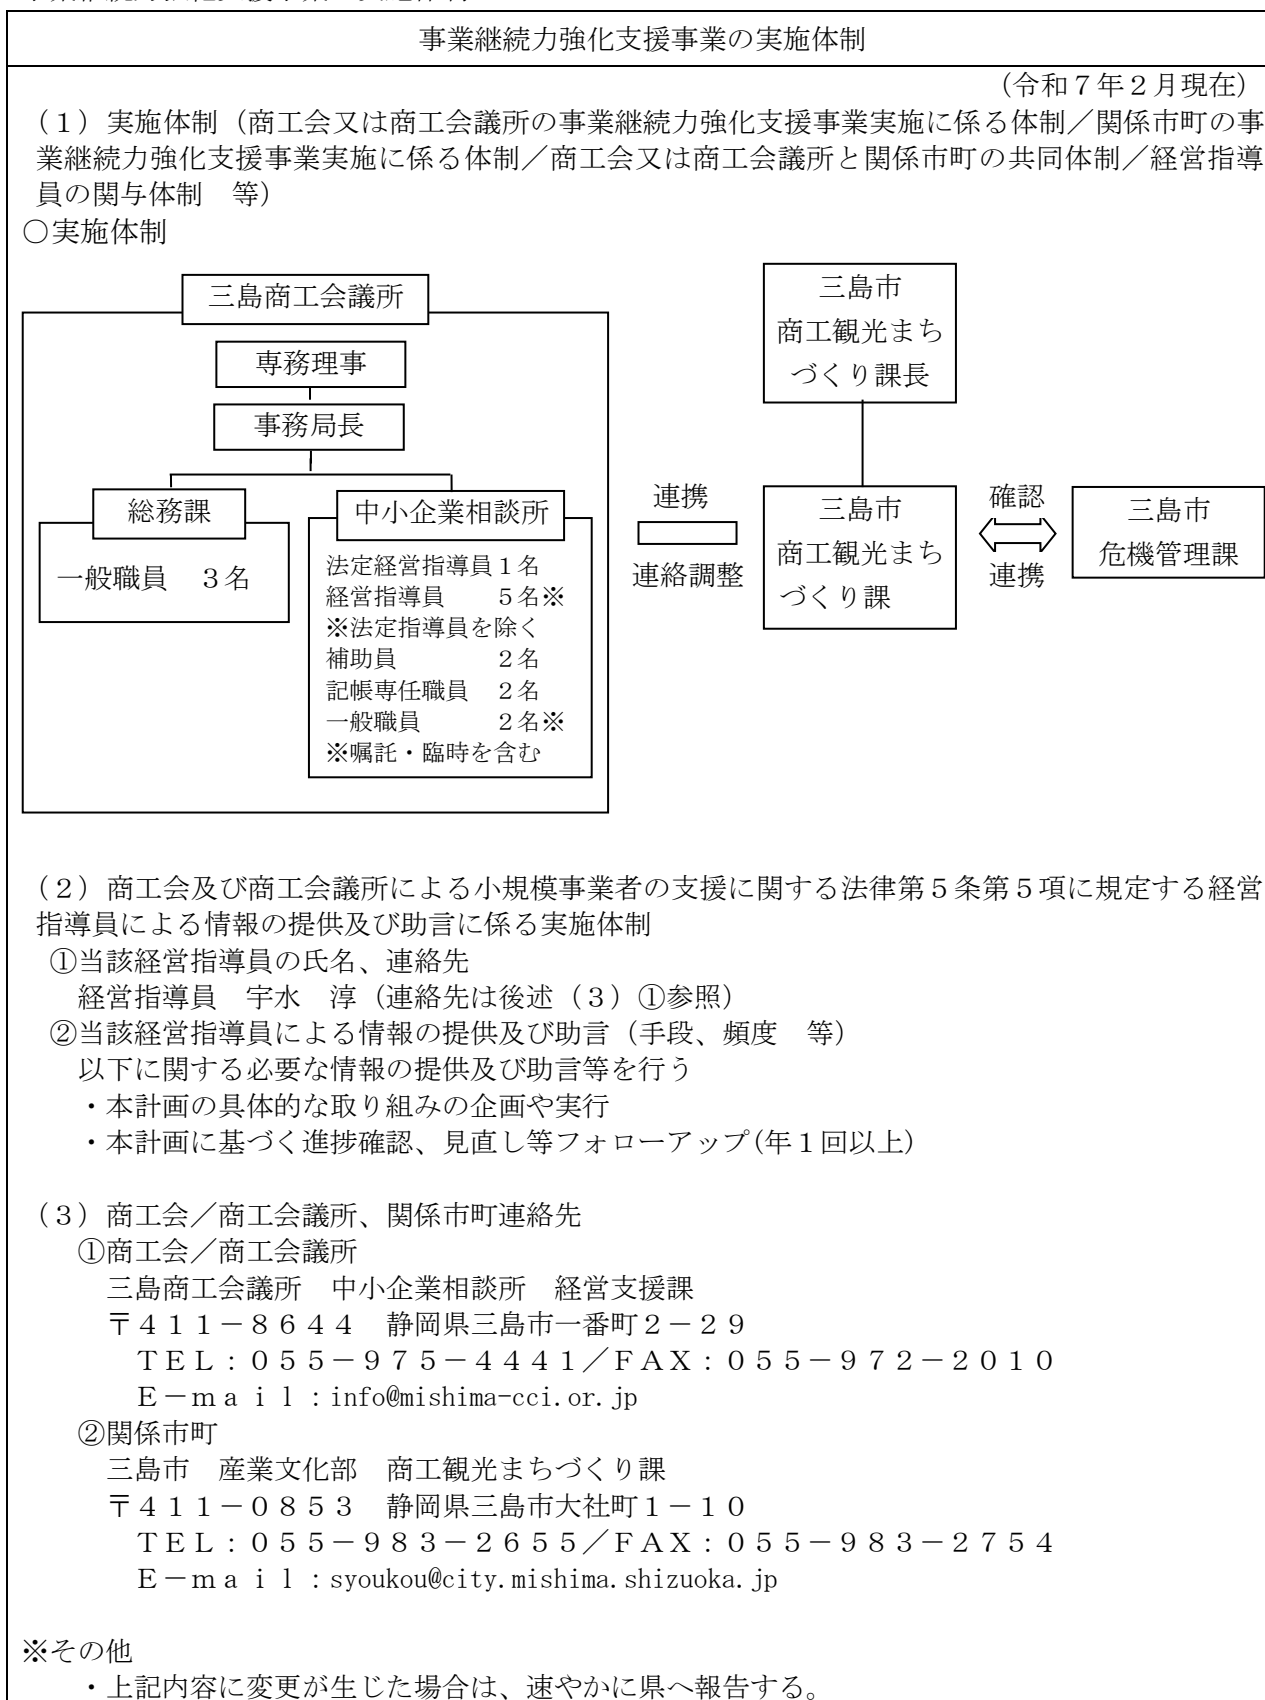 事業継続力強化支援事業の実施体制
（令和７年２月現在）
（１）実施体制（商工会又は商工会議所の事業継続力強化支援事業実施に係る体制／関係市町の事
業継続力強化支援事業実施に係る体制／商工会又は商工会議所と関係市町の共同体制／経営指導
員の関与体制　等）
○実施体制
三島商工会議所
専務理事
事務局長
総務課
一般職員　３名
中小企業相談所
法定経営指導員１名
経営指導員　　５名※
※法定指導員を除く
補助員　　　　２名
記帳専任職員　２名
一般職員　　　２名※
※嘱託・臨時を含む
連携
連絡調整
三島市
商工観光まち
づくり課長
三島市
商工観光まち
づくり課
確認
連携
三島市
危機管理課
（２）商工会及び商工会議所による小規模事業者の支援に関する法律第５条第５項に規定する経営
指導員による情報の提供及び助言に係る実施体制
①当該経営指導員の氏名、連絡先
経営指導員　宇水　淳（連絡先は後述（３）①参照）
②当該経営指導員による情報の提供及び助言（手段、頻度　等）
以下に関する必要な情報の提供及び助言等を行う
・本計画の具体的な取り組みの企画や実行
・本計画に基づく進捗確認、見直し等フォローアップ(年１回以上）
（３）商工会／商工会議所、関係市町連絡先
①商工会／商工会議所
三島商工会議所　中小企業相談所　経営支援課
〒４１１－８６４４　静岡県三島市一番町２－２９
ＴＥＬ：０５５－９７５－４４４１／ＦＡＸ：０５５－９７２－２０１０
Ｅ－ｍａｉｌ：info@mishima-cci.or.jp
②関係市町
三島市　産業文化部　商工観光まちづくり課
〒４１１－０８５３　静岡県三島市大社町１－１０
ＴＥＬ：０５５－９８３－２６５５／ＦＡＸ：０５５－９８３－２７５４
Ｅ－ｍａｉｌ：syoukou@city.mishima.shizuoka.jp
※その他
・上記内容に変更が生じた場合は、速やかに県へ報告する。